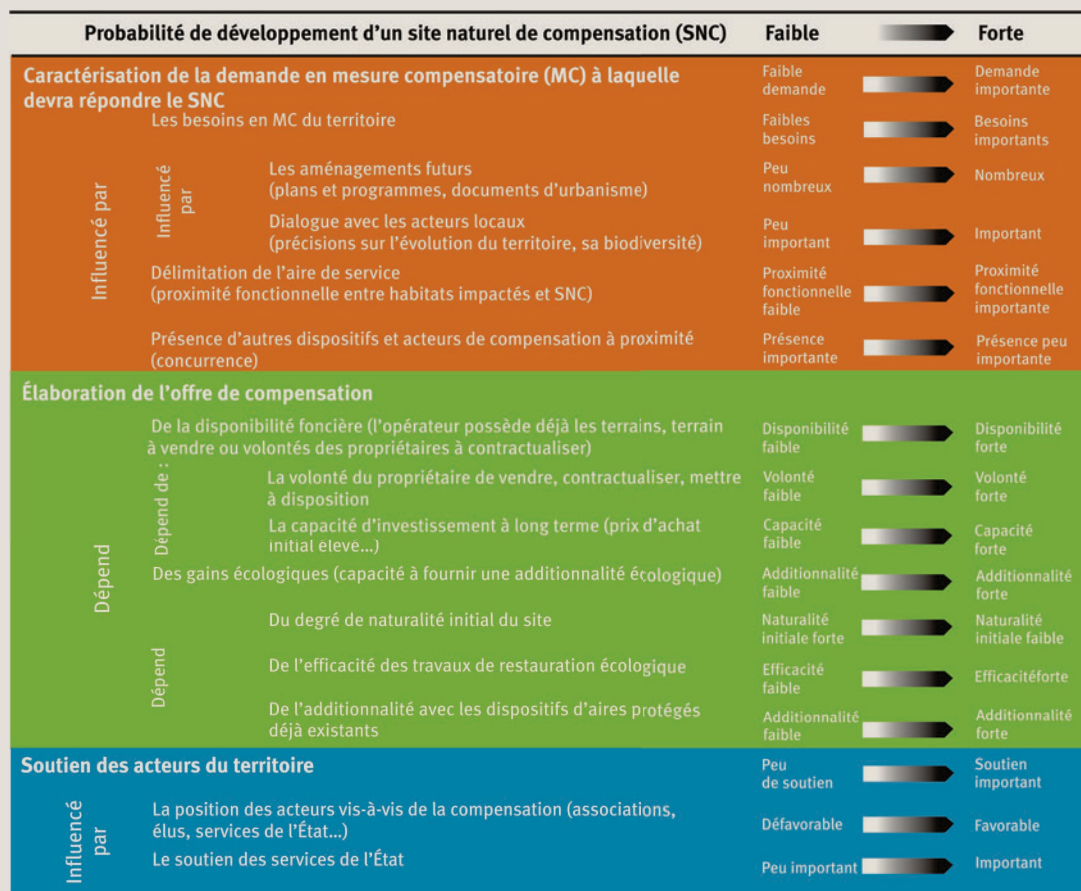 Probabilité de développement d’un site naturel de compensation (SNC) Faible Forte
Caractérisation de la demande en mesure compensatoire (MC) à laquelle
devra répondre le SNC
Faible
demande
Demande
importante
Les besoins en MC du territoire
Faibles
besoins
Besoins
importants
Influencé par
Influencé
par
Les aménagements futurs
(plans et programmes, documents d’urbanisme)
Peu
nombreux
Nombreux
Dialogue avec les acteurs locaux
(précisions sur l’évolution du territoire, sa biodiversité)
Peu
important
Important
Délimitation de l’aire de service
(proximité fonctionnelle entre habitats impactés et SNC)
Proximité
fonctionnelle
faible
Proximité
fonctionnelle
importante
Présence d’autres dispositifs et acteurs de compensation à proximité
(concurrence)
Présence
importante
Présence peu
importante
Élaboration de l’offre de compensation
Dépend
De la disponibilité foncière (l’opérateur possède déjà les terrains, terrain
à vendre ou volontés des propriétaires à contractualiser)
Disponibilité
faible
Disponibilité
forte
Dépend de :
La volonté du propriétaire de vendre, contractualiser, mettre
à disposition
Volonté
faible
Volonté
forte
La capacité d’investissement à long terme (prix d’achat
initial élevé...)
Capacité
faible
Capacité
forte
Des gains écologiques (capacité à fournir une additionnalité écologique)
Additionnalité
faible
Additionnalité
forte
Dépend
Du degré de naturalité initial du site
Naturalité
initiale forte
Naturalité
initiale faible
De l’efficacité des travaux de restauration écologique
Efficacité
faible
Efficacitéforte
De l’additionnalité avec les dispositifs d’aires protégés
déjà existants
Additionnalité
faible
Additionnalité
forte
Soutien des acteurs du territoire
Peu
de soutien
Soutien
important
Influencé
par
La position des acteurs vis-à-vis de la compensation (associations,
élus, services de l’État...)
Défavorable
Favorable
Le soutien des services de l’État
Peu important
Important